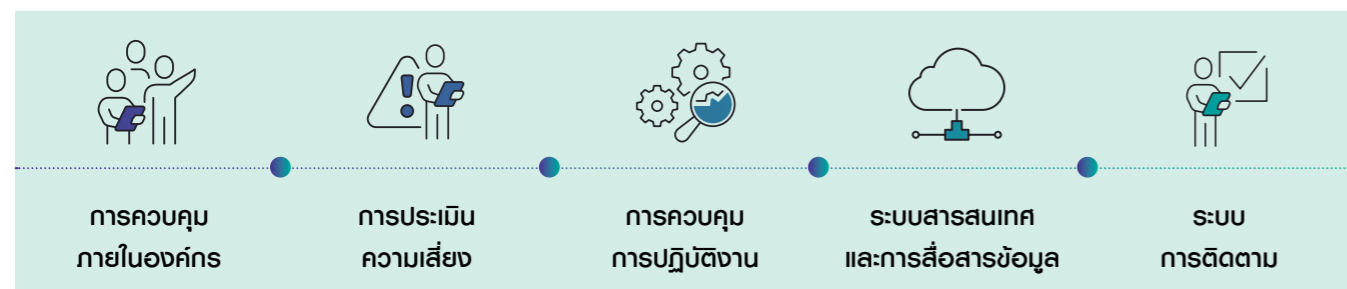 การควบคุม
ภายในองค์กร
การประเมิน
ความเสี่ยง
การควบคุม
การปฏิบัติงาน
ระบบสารสนเทศ
และการสื่อสารข้อมูล
ระบบ
การติดตาม